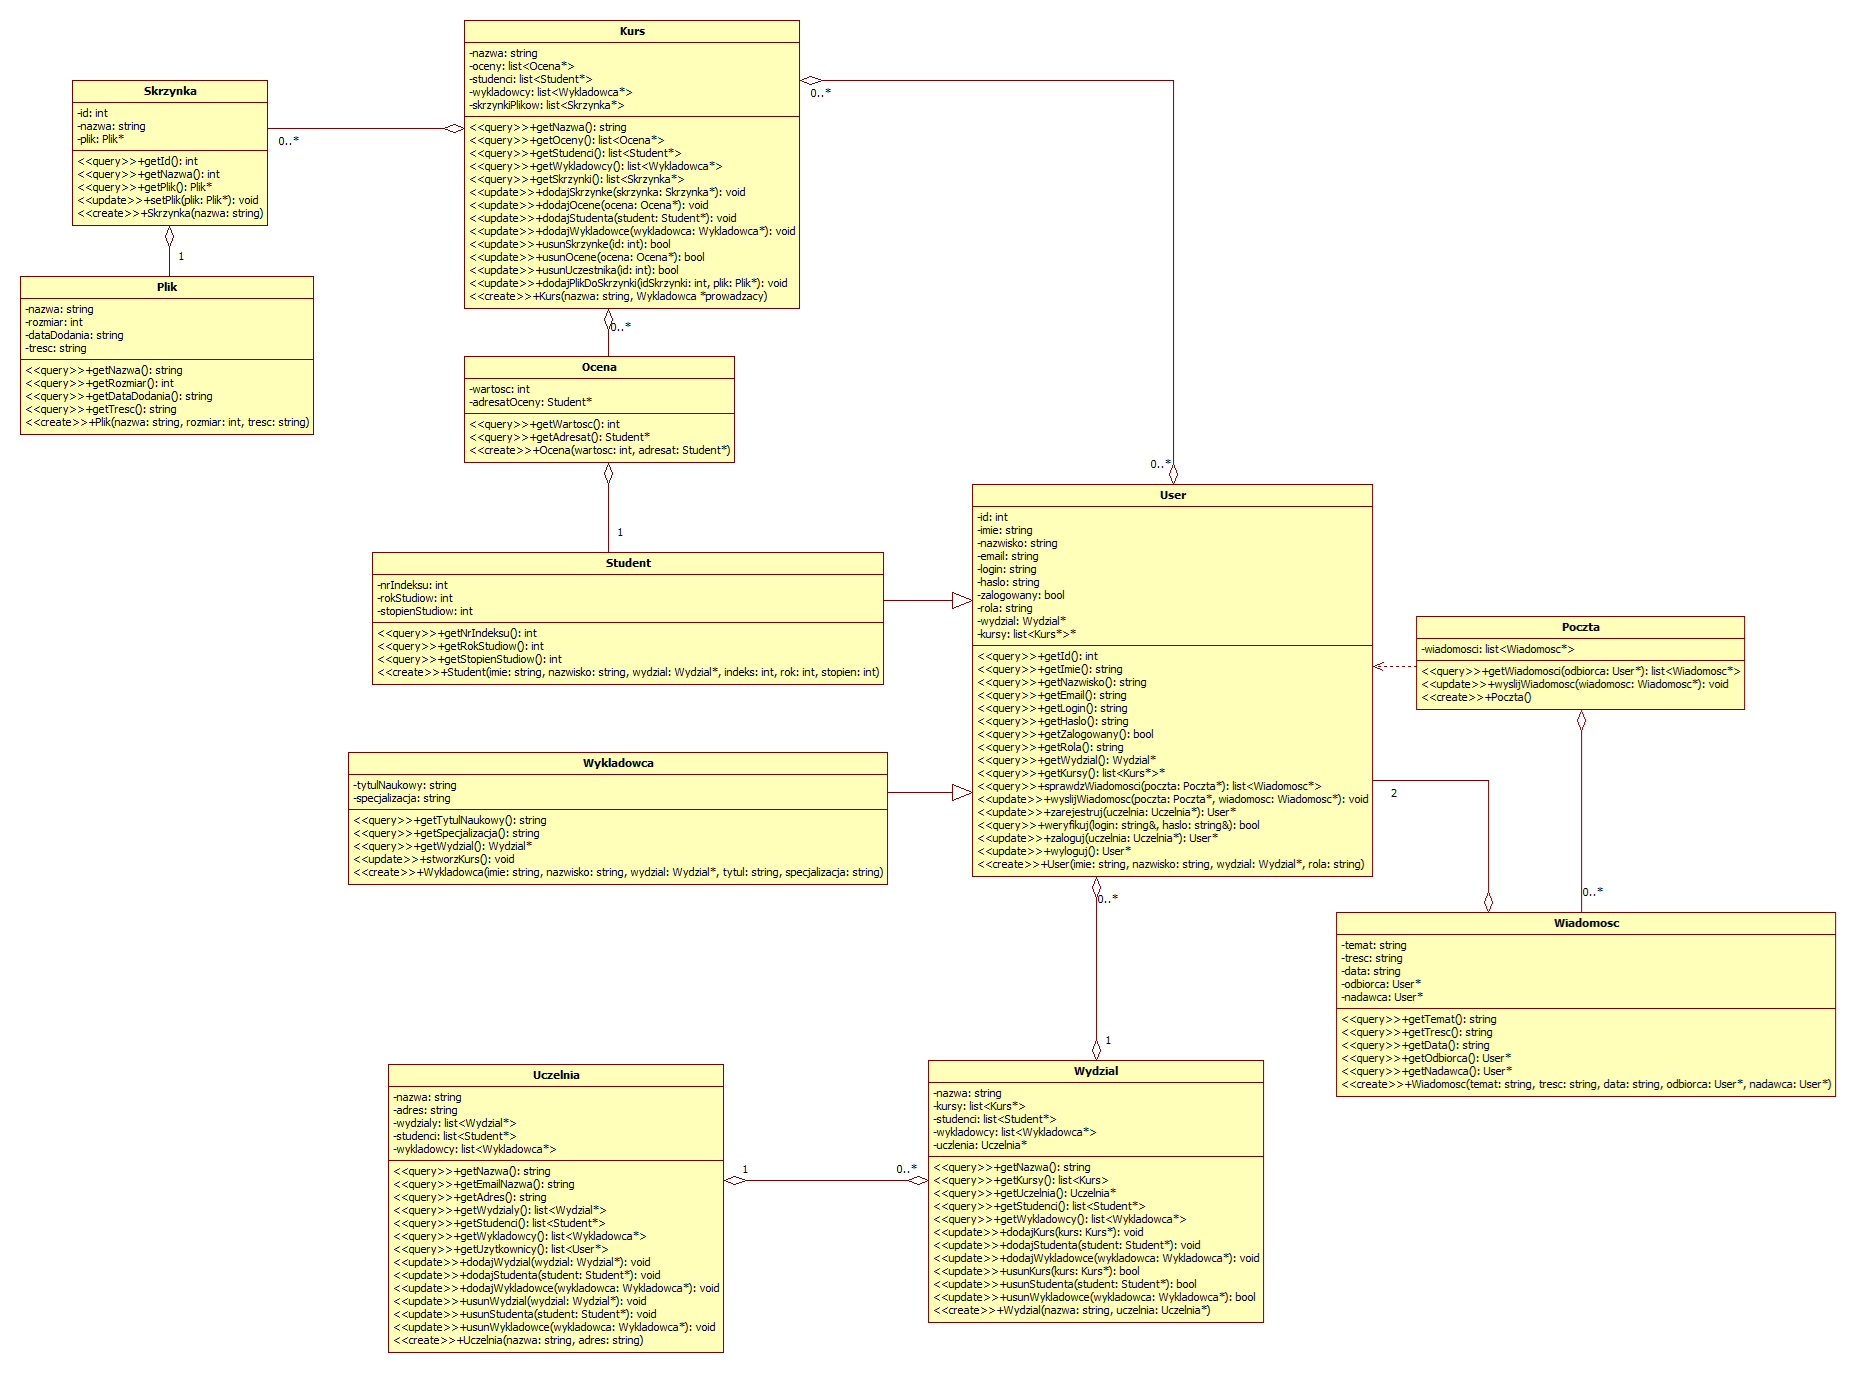 Kurs
-nazwa: string
-oceny: list<Ocena*>
-studenci: list<Student*>
-wykladowcy: list<Wykladowca*>
-skrzynkiPlikow: list<Skrzynka*>
<<query>>+getNazwa(): string
<<query>>+getOceny(): list<Ocena*>
<<query>>+getStudenci(): list<Student*>
<<query>>+getWykladowcy(): list<Wykladowca*>
<<query>>+getSkrzynki(): list<Skrzynka*>
<<update>>+dodajSkrzynke(skrzynka: Skrzynka*): void
<<update>>+dodajOcene(ocena: Ocena*): void
<<update>>+dodajStudenta(student: Student*): void
<<update>>+dodajWykladowce(wykladowca: Wykladowca*): void
<<update>>+usunSkrzynke(id: int): bool
<<update>>+usunOcene(ocena: Ocena*): bool
<<update>>+usunUczestnika(id: int): bool
<<update>>+dodajPlikDoSkrzynki(idSkrzynki: int, plik: Plik*): void
<<create>>+Kurs(nazwa: string, Wykladowca *prowadzacy)
0..*
0..*
0..*
0..*
Skrzynka
-id: int
-nazwa: string
-plik: Plik*
<<query>>+getId(): int
<<query>>+getNazwa(): int
<<query>>+getPlik(): Plik*
<<update>>+setPlik(plik: Plik*): void
<<create>>+Skrzynka(nazwa: string)
1
Plik
-nazwa: string
-rozmiar: int
-dataDodania: string
-tresc: string
<<query>>+getNazwa(): string
<<query>>+getRozmiar(): int
<<query>>+getDataDodania(): string
<<query>>+getTresc(): string
<<create>>+Plik(nazwa: string, rozmiar: int, tresc: string)
Ocena
-wartosc: int
-adresatOceny: Student*
<<query>>+getWartosc(): int
<<query>>+getAdresat(): Student*
<<create>>+Ocena(wartosc: int, adresat: Student*)
1
Student
-nrIndeksu: int
-rokStudiow: int
-stopienStudiow: int
<<query>>+getNrIndeksu(): int
<<query>>+getRokStudiow(): int
<<query>>+getStopienStudiow(): int
<<create>>+Student(imie: string, nazwisko: string, wydzial: Wydzial*, indeks: int, rok: int, stopien: int)
User
-id: int
-imie: string
-nazwisko: string
-email: string
-login: string
-haslo: string
-zalogowany: bool
-rola: string
-wydzial: Wydzial*
-kursy: list<Kurs*>*
<<query>>+getId(): int
<<query>>+getImie(): string
<<query>>+getNazwisko(): string
<<query>>+getEmail(): string
<<query>>+getLogin(): string
<<query>>+getHaslo(): string
<<query>>+getZalogowany(): bool
<<query>>+getRola(): string
<<query>>+getWydzial(): Wydzial*
<<query>>+getKursy(): list<Kurs*>*
<<query>>+sprawdzWiadomosci(poczta: Poczta*): list<Wiadomosc*>
<<update>>+wyslijWiadomosc(poczta: Poczta*, wiadomosc: Wiadomosc*): void
<<update>>+zarejestruj(uczelnia: Uczelnia*): User*
<<query>>+weryfikuj(login: string&, haslo: string&): bool
<<update>>+zaloguj(uczelnia: Uczelnia*): User*
<<update>>+wyloguj(): User*
<<create>>+User(imie: string, nazwisko: string, wydzial: Wydzial*, rola: string)
2
0..*
Poczta
-wiadomosci: list<Wiadomosc*>
<<query>>+getWiadomosci(odbiorca: User*): list<Wiadomosc*>
<<update>>+wyslijWiadomosc(wiadomosc: Wiadomosc*): void
<<create>>+Poczta()
0..*
Wykladowca
-tytulNaukowy: string
-specjalizacja: string
<<query>>+getTytulNaukowy(): string
<<query>>+getSpecjalizacja(): string
<<query>>+getWydzial(): Wydzial*
<<update>>+stworzKurs(): void
<<create>>+Wykladowca(imie: string, nazwisko: string, wydzial: Wydzial*, tytul: string, specjalizacja: string)
Wiadomosc
-temat: string
-tresc: string
-data: string
-odbiorca: User*
-nadawca: User*
<<query>>+getTemat(): string
<<query>>+getTresc(): string
<<query>>+getData(): string
<<query>>+getOdbiorca(): User*
<<query>>+getNadawca(): User*
<<create>>+Wiadomosc(temat: string, tresc: string, data: string, odbiorca: User*, nadawca: User*)
Uczelnia
-nazwa: string
-adres: string
-wydzialy: list<Wydzial*>
-studenci: list<Student*>
-wykladowcy: list<Wykladowca*>
<<query>>+getNazwa(): string
<<query>>+getEmailNazwa(): string
<<query>>+getAdres(): string
<<query>>+getWydzialy(): list<Wydzial*>
<<query>>+getStudenci(): list<Student*>
<<query>>+getWykladowcy(): list<Wykladowca*>
<<query>>+getUzytkownicy(): list<User*>
<<update>>+dodajWydzial(wydzial: Wydzial*): void
<<update>>+dodajStudenta(student: Student*): void
<<update>>+dodajWykladowce(wykladowca: Wykladowca*): void
<<update>>+usunWydzial(wydzial: Wydzial*): void
<<update>>+usunStudenta(student: Student*): void
<<update>>+usunWykladowce(wykladowca: Wykladowca*): void
<<create>>+Uczelnia(nazwa: string, adres: string)
1
0..*
1
Wydzial
-nazwa: string
-kursy: list<Kurs*>
-studenci: list<Student*>
-wykladowcy: list<Wykladowca*>
-uczlenia: Uczelnia*
<<query>>+getNazwa(): string
<<query>>+getKursy(): list<Kurs>
<<query>>+getUczelnia(): Uczelnia*
<<query>>+getStudenci(): list<Student*>
<<query>>+getWykladowcy(): list<Wykladowca*>
<<update>>+dodajKurs(kurs: Kurs*): void
<<update>>+dodajStudenta(student: Student*): void
<<update>>+dodajWykladowce(wykladowca: Wykladowca*): void
<<update>>+usunKurs(kurs: Kurs*): bool
<<update>>+usunStudenta(student: Student*): bool
<<update>>+usunWykladowce(wykladowca: Wykladowca*): bool
<<create>>+Wydzial(nazwa: string, uczelnia: Uczelnia*)